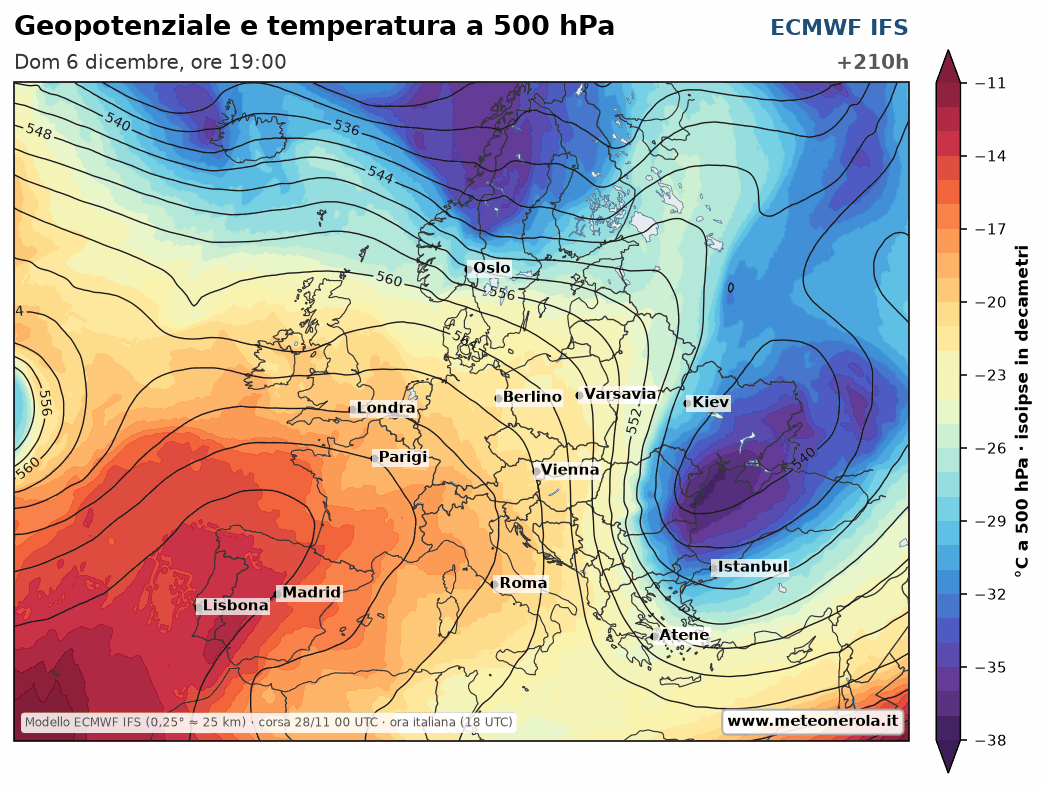 Geopotenziale e temperatura a 500 hPa
ECMWF IFS
Dom 6 dicembre, ore 19:00
+210h
548
540
536
544
560
556
564
4
556
560
552
540
0
Oslo
Londra
Berlino
Varsavia
Kiev
Parigi
Vienna
Istanbul
Roma
Madrid
Lisbona
Atene
Modello ECMWF IFS (0,25° ≈ 25 km) · corsa 28/11 00 UTC · ora italiana (18 UTC)
www.meteonerola.it
−11
−14
−17
−20
−23
−26
−29
−32
−35
−38
°C a 500 hPa · isoipse in decametri